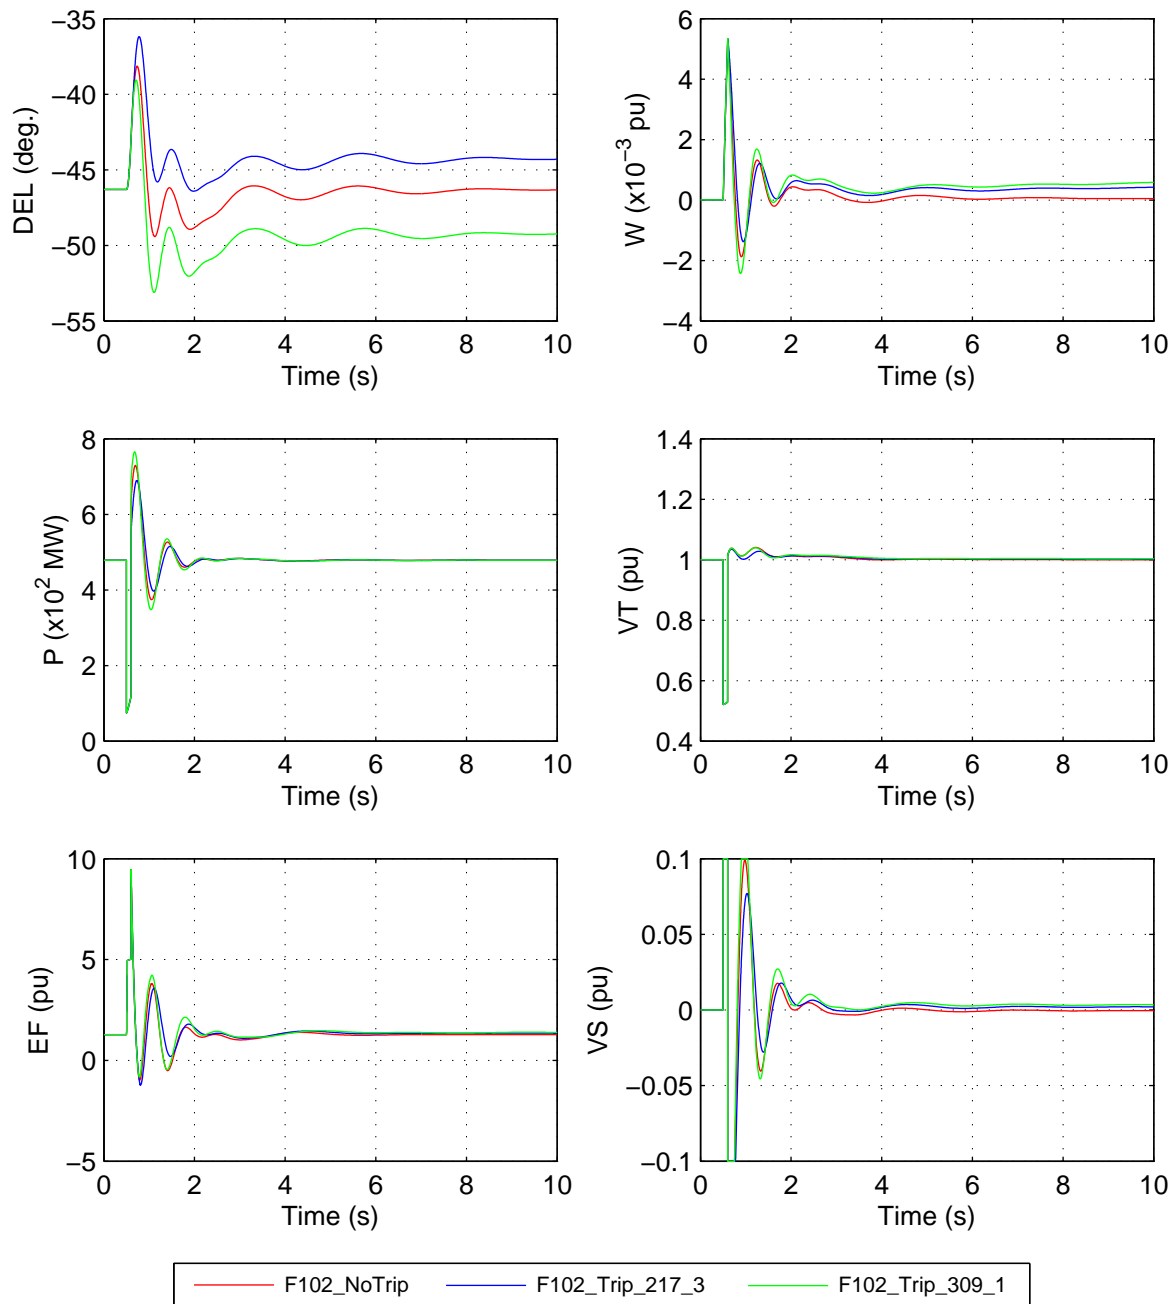 −35
−40
−45
−50
−55
DEL (deg.)
0 2 4 6 8 10
Time (s)
6
4
2
0
−2
−4
W (x10−3 pu)
0 2 4 6 8 10
Time (s)
8
6
4
2
0
P (x102 MW)
0 2 4 6 8 10
Time (s)
1.4
1.2
1
0.8
0.6
0.4
VT (pu)
0 2 4 6 8 10
Time (s)
10
5
0
−5
EF (pu)
0 2 4 6 8 10
Time (s)
0.1
0.05
0
−0.05
−0.1
VS (pu)
0 2 4 6 8 10
Time (s)
F102_NoTrip F102_Trip_217_3 F102_Trip_309_1